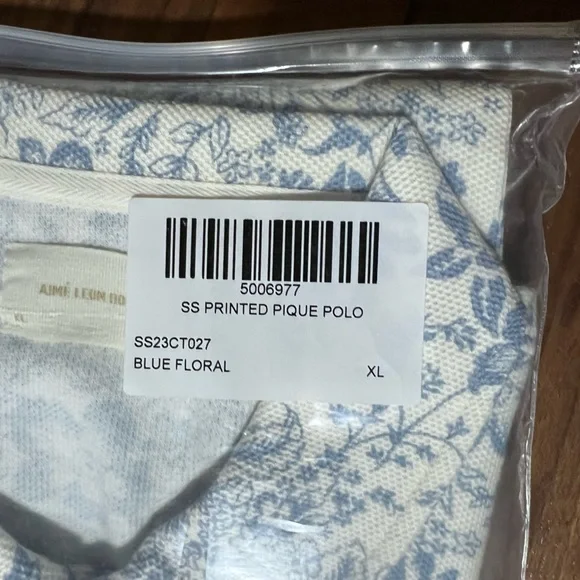 5006977
SS PRINTED PIQUE POLO
SS23CT027
BLUE FLORAL
XL
AIMÉ LEON DO
XL